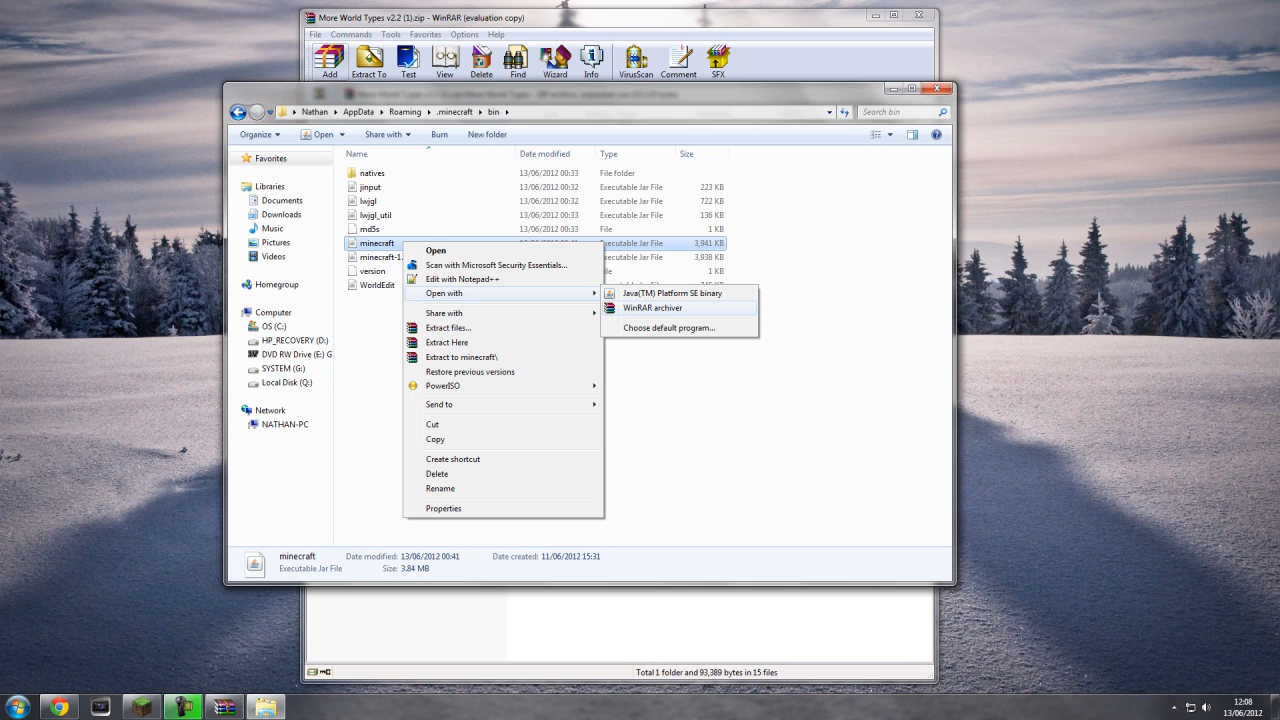 More World Types v2.2 (1).zip - WinRAR (evaluation copy)
File Commands Tools Favorites Options Help
Add Extract To Test View Delete Find Wizard Info VirusScan Comment SFX
Nathan AppData Roaming .minecraft bin Search bin
Organize Open Share with Burn New folder
Name Date modified Type Size
Favorites
Libraries
Documents
Downloads
Music
Pictures
Videos
Homegroup
Computer
OS (C:)
HP_RECOVERY (D:)
DVD RW Drive (E:) G
SYSTEM (G:)
Local Disk (Q:)
Network
NATHAN-PC
natives 13/06/2012 00:33 File folder
jinput 13/06/2012 00:32 Executable Jar File 223 KB
lwjgl 13/06/2012 00:32 Executable Jar File 722 KB
lwjgl_util 13/06/2012 00:33 Executable Jar File 136 KB
md5s 13/06/2012 00:33 File 1 KB
minecraft Executable Jar File 3,941 KB
minecraft-1. Executable Jar File 3,938 KB
version ile 1 KB
WorldEdit
Open
Scan with Microsoft Security Essentials...
Edit with Notepad++
Open with
Share with
Extract files...
Extract Here
Extract to minecraft\
Restore previous versions
PowerISO
Send to
Cut
Copy
Create shortcut
Delete
Rename
Properties
Java(TM) Platform SE binary
WinRAR archiver
Choose default program...
minecraft Date modified: 13/06/2012 00:41 Date created: 11/06/2012 15:31
Executable Jar File Size: 3.84 MB
Total 1 folder and 93,389 bytes in 15 files
12:08
13/06/2012